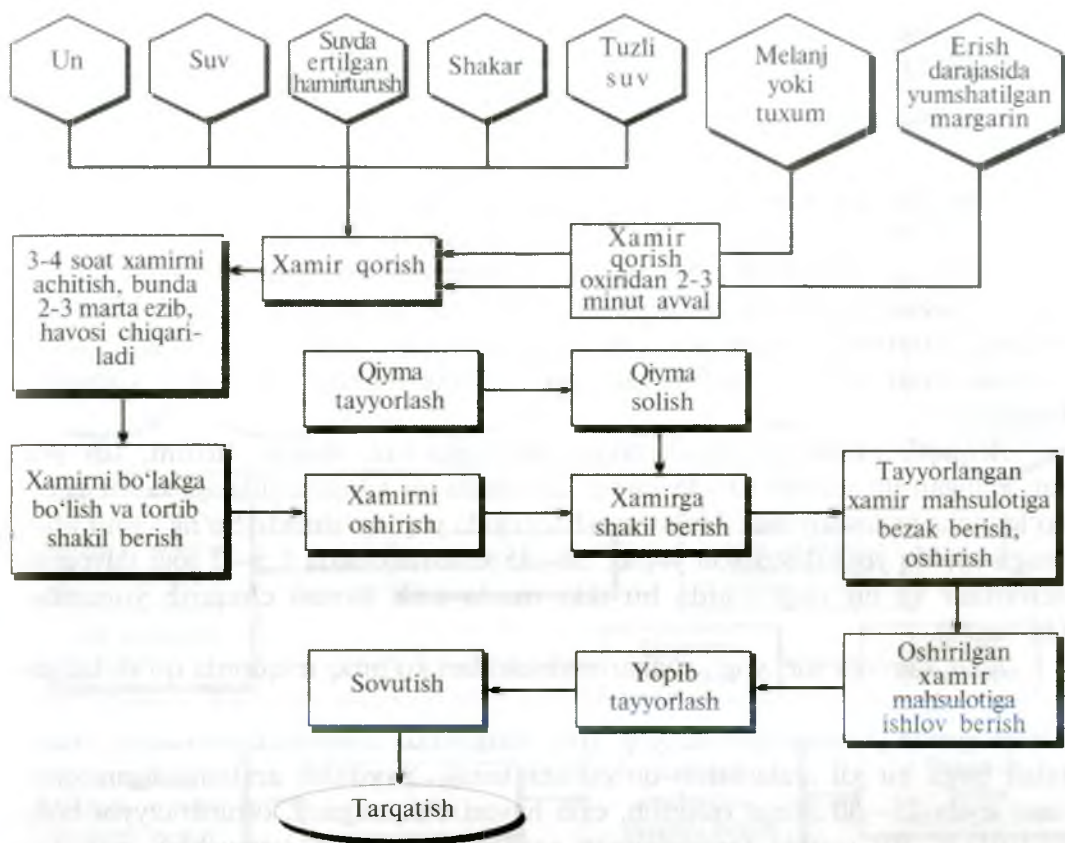 Un
Suv
Suvda
ertilgan
hamirturush
Shakar
Tuzli
suv
Melanj
yoki
tuxum
Erish
darajasida
yumshatilgan
margarin
3-4 soat xamirni
achitish, bunda
2-3 marta ezib,
havosi chiqari-
ladi
Xamir qorish
Xamir
qorish
oxiridan 2-3
minut avval
Qiyma
tayyorlash
Qiyma
solish
Xamirni bo‘lakga
bo‘lish va tortib
shakil berish
Xamirni
oshirish
Xamirga
shakil berish
Tayyorlangan
xamir mahsulotiga
bezak berish,
oshirish
Sovutish
Yopib
tayyorlash
Oshirilgan
xamir
mahsulotiga
ishlov berish
Tarqatish